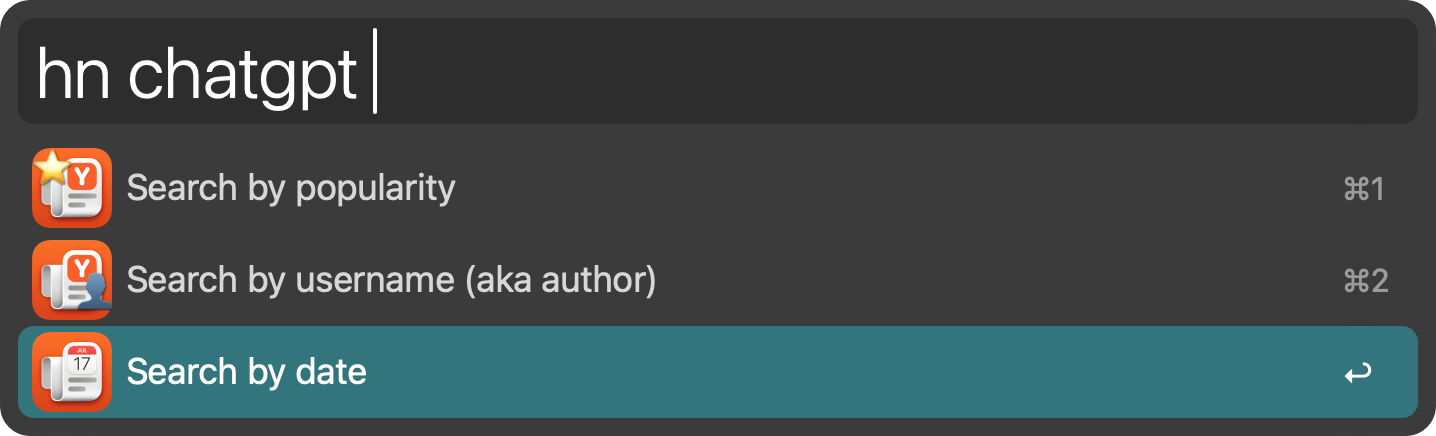 hn chatgpt
Search by popularity ⌘1
Search by username (aka author) ⌘2
JUL
17
Search by date ↩